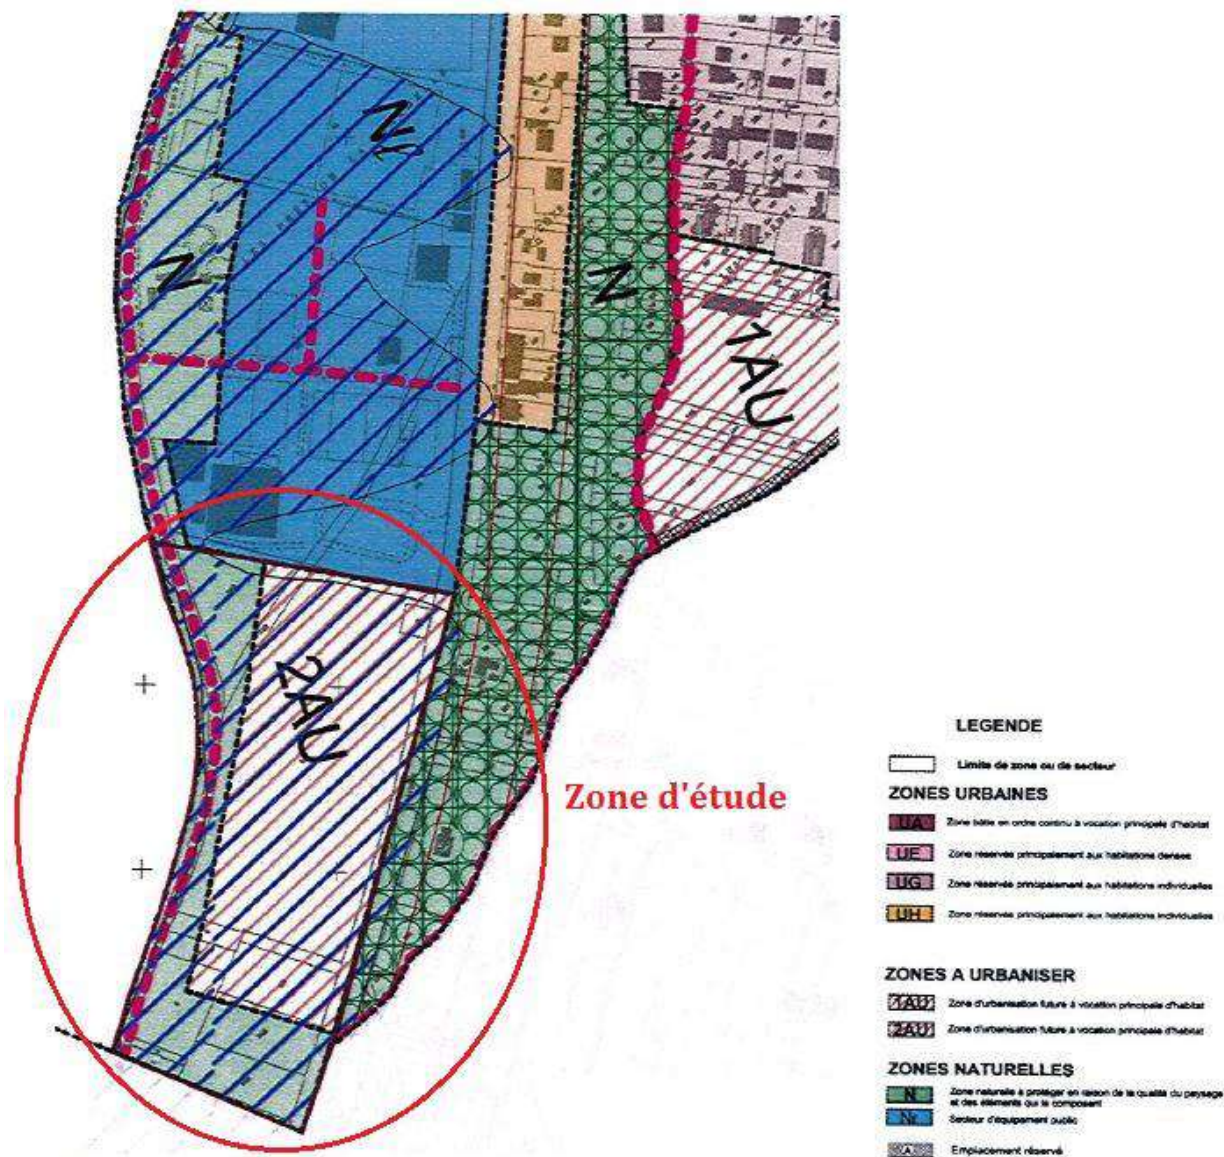 N
N
N
1AU
2AU
Zone d'étude
LEGENDE
Limite de zone ou de secteur
ZONES URBAINES
UA Zone bâtie en ordre continu à vocation principale d'habitat
UE Zone réservée principalement aux habitations denses
UG Zone réservée principalement aux habitations individuelles
UH Zone réservée principalement aux habitations individuelles
ZONES A URBANISER
1AU Zone d'urbanisation future à vocation principale d'habitat
2AU Zone d'urbanisation future à vocation principale d'habitat
ZONES NATURELLES
N Zone naturelle à protéger en raison de la qualité du paysage
et des éléments qui la composent
Secteur d'équipement public
Emplacement réservé